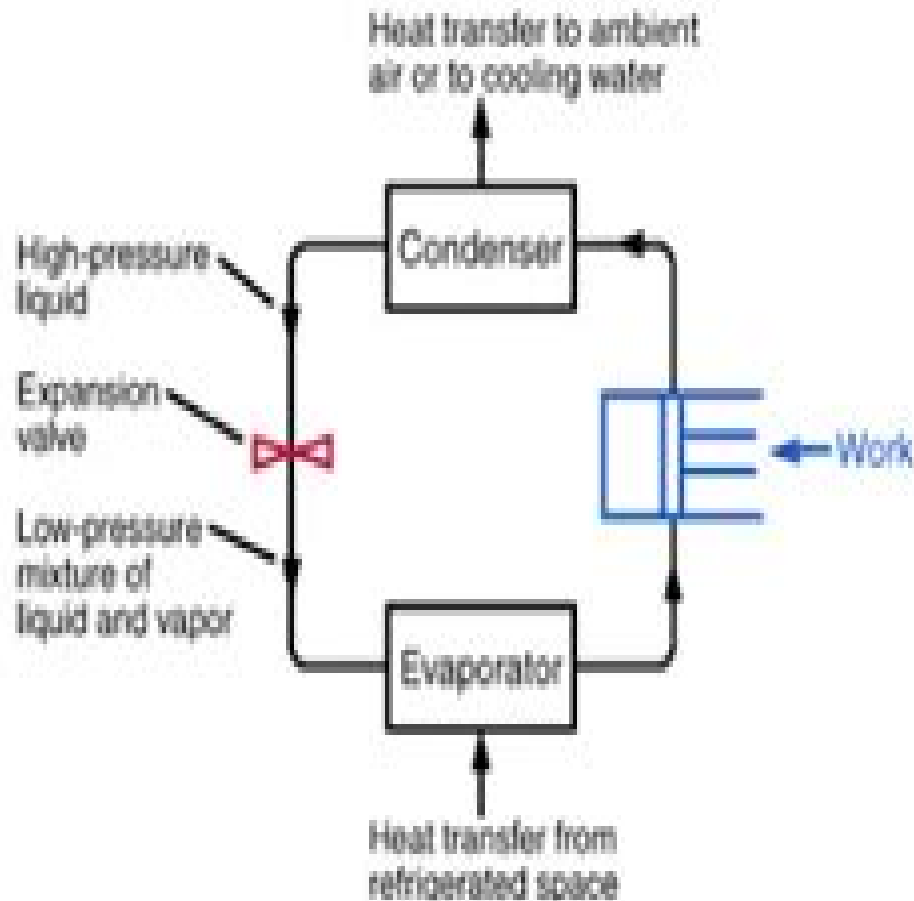 Heat transfer to ambient
air or to cooling water
Condenser
High-pressure
liquid
Expansion
valve
Work
Low-pressure
mixture of
liquid and vapor
Evaporator
Heat transfer from
refrigerated space